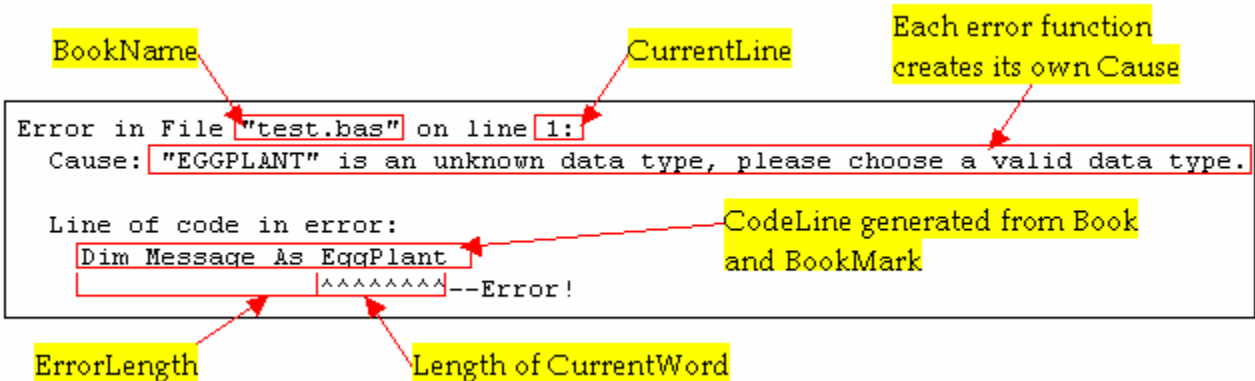 Each error function
BookName
CurrentLine
creates its own Cause
Error in File "test.bas" on line 1:
Cause: "EGGPLANT" is an unknown data type, please choose a valid data type.
Line of code in error:
CodeLine generated from Book
Dim Message As EggPlant
and BookMark
^^^^^^^^--Error!
ErrorLength
Length of CurrentWord